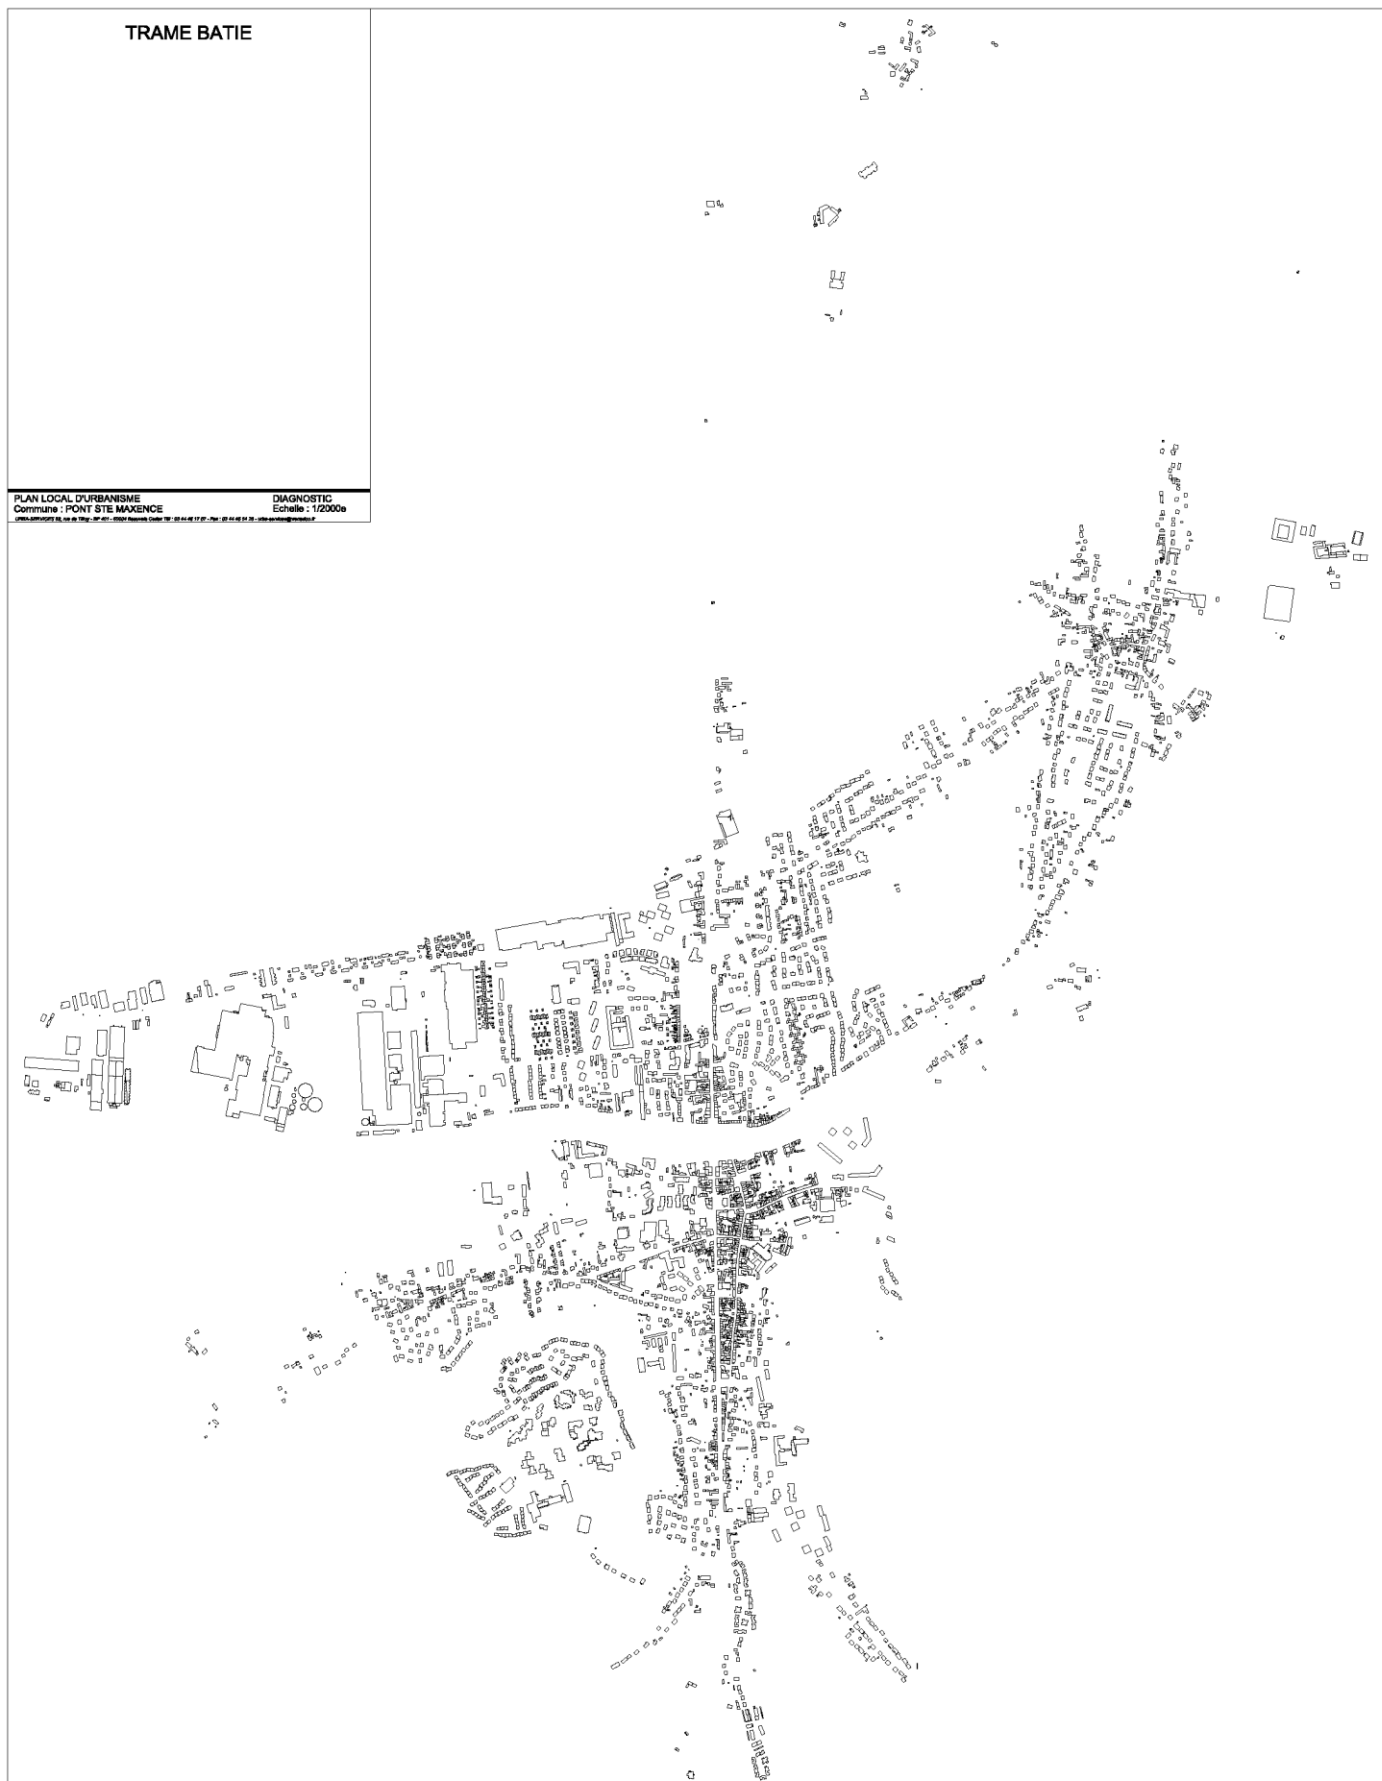 TRAME BATIE
PLAN LOCAL D'URBANISME DIAGNOSTIC
Commune : PONT STE MAXENCE Echelle : 1/2000e